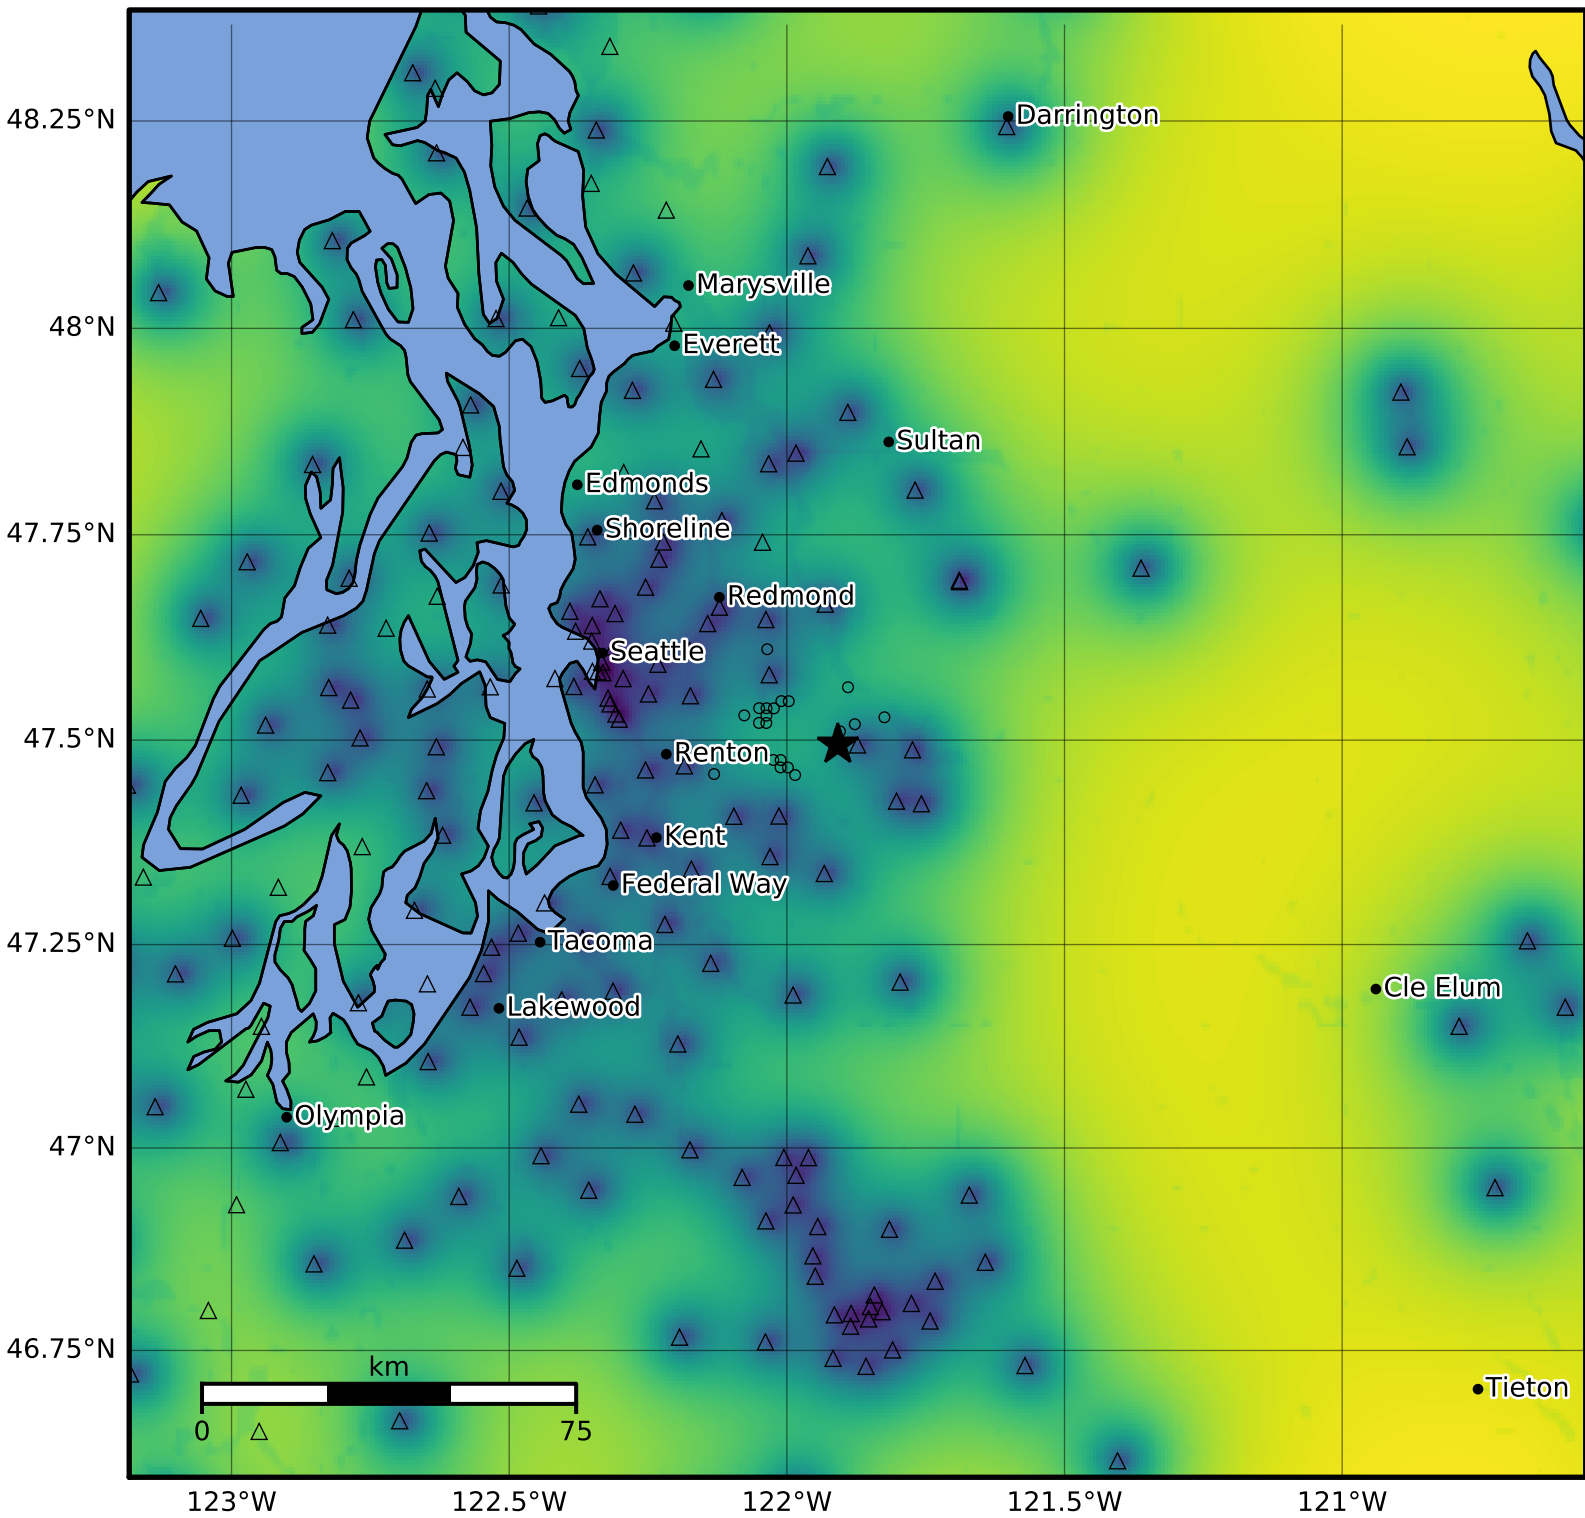 48.25°N
Darrington
Marysville
48°N
Everett
Sultan
Edmonds
47.75°N
Shoreline
Redmond
Seattle
47.5°N
Renton
Kent
Federal Way
47.25°N
Tacoma
Cle Elum
Lakewood
Olympia
47°N
46.75°N
km
Tieton
0 75
123°W 122.5°W 122°W 121.5°W 121°W